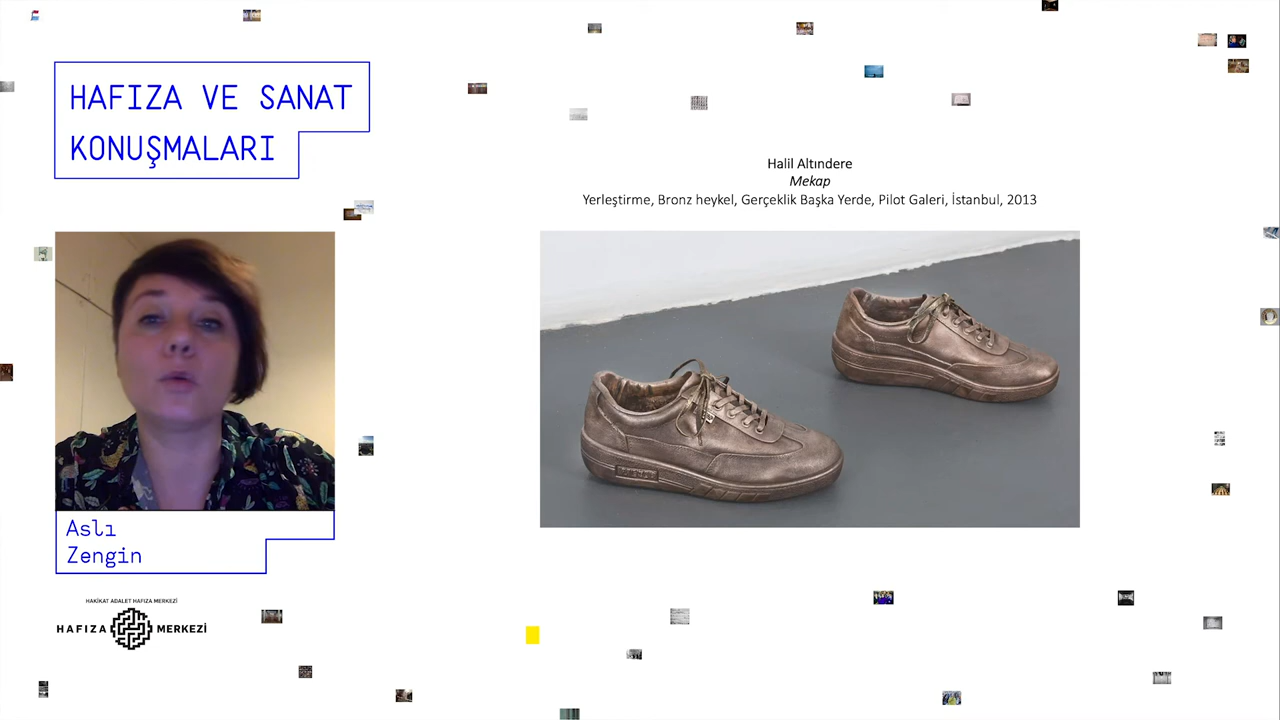 HAFIZA VE SANAT
KONUŞMALARI
Halil Altındere
Mekap
Yerleştirme, Bronz heykel, Gerçeklik Başka Yerde, Pilot Galeri, İstanbul, 2013
Aslı
Zengin
HAKİKAT ADALET HAFIZA MERKEZİ
HAFIZA MERKEZİ